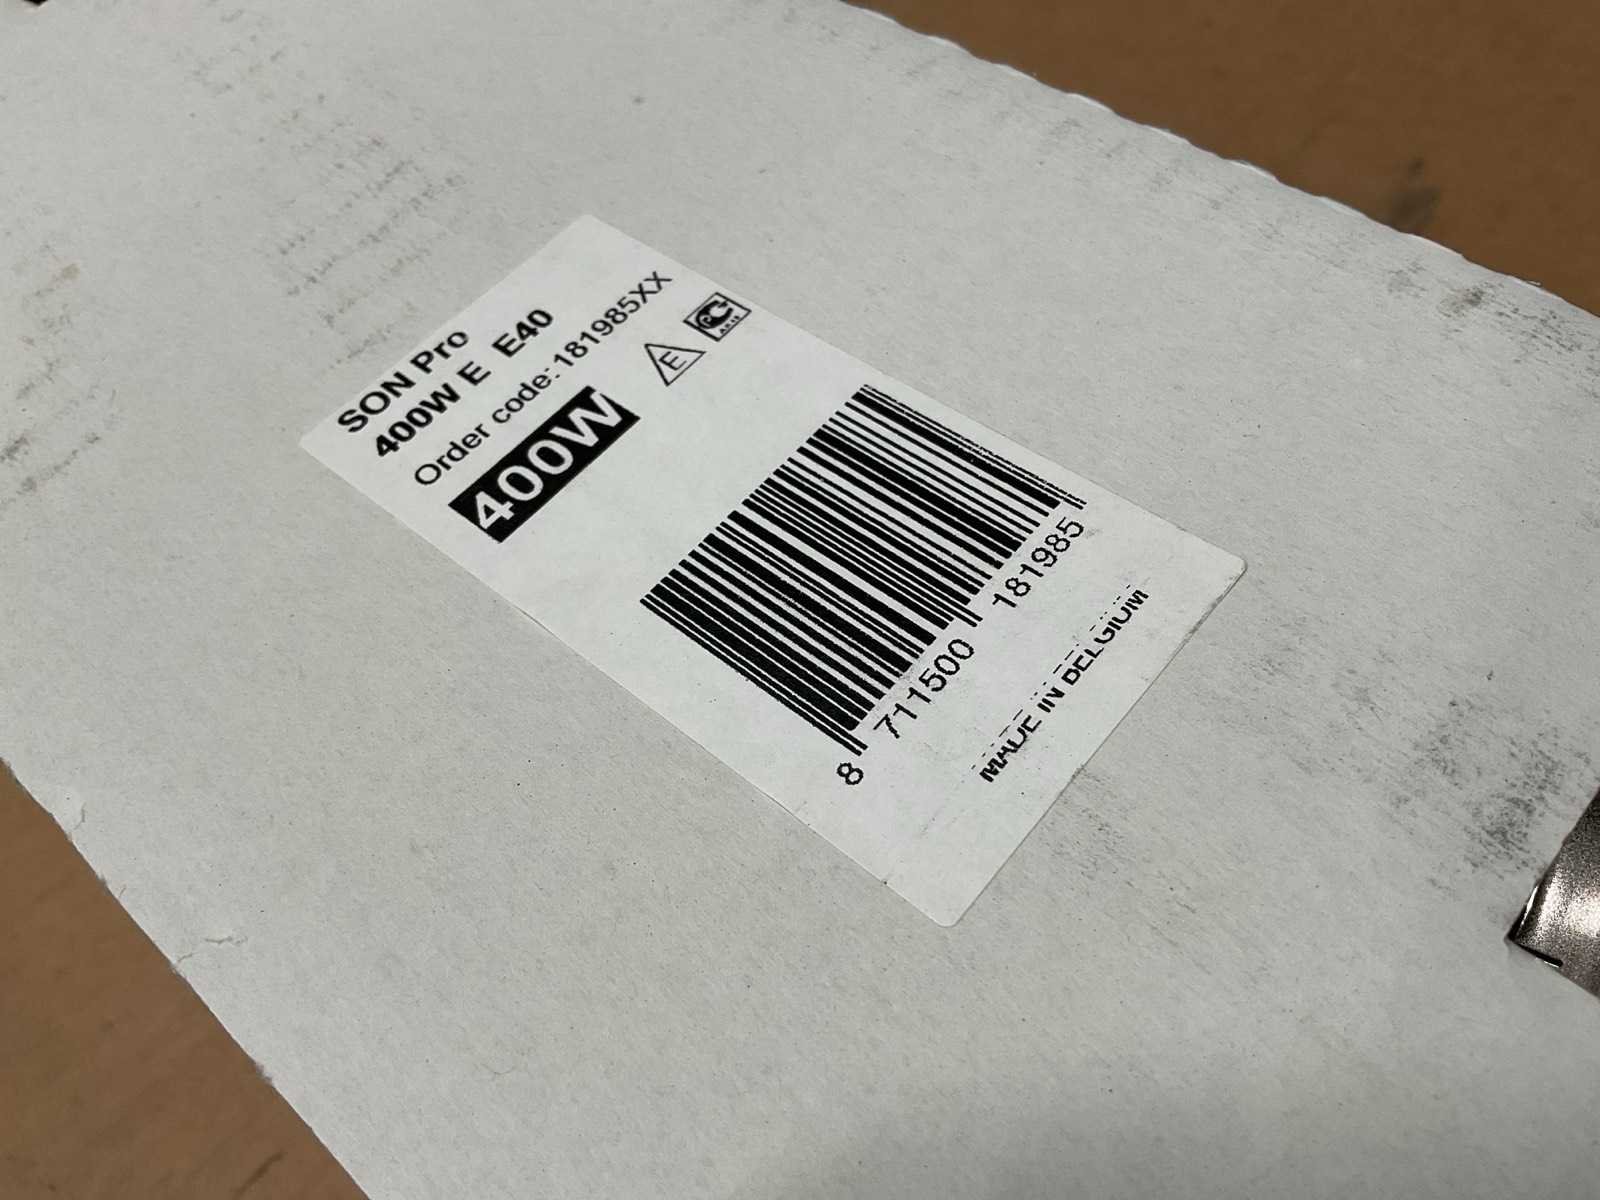 SON Pro
400W E E40
Order code: 181985XX
400W
E
8 711500 181985
MADE IN BELGIUM